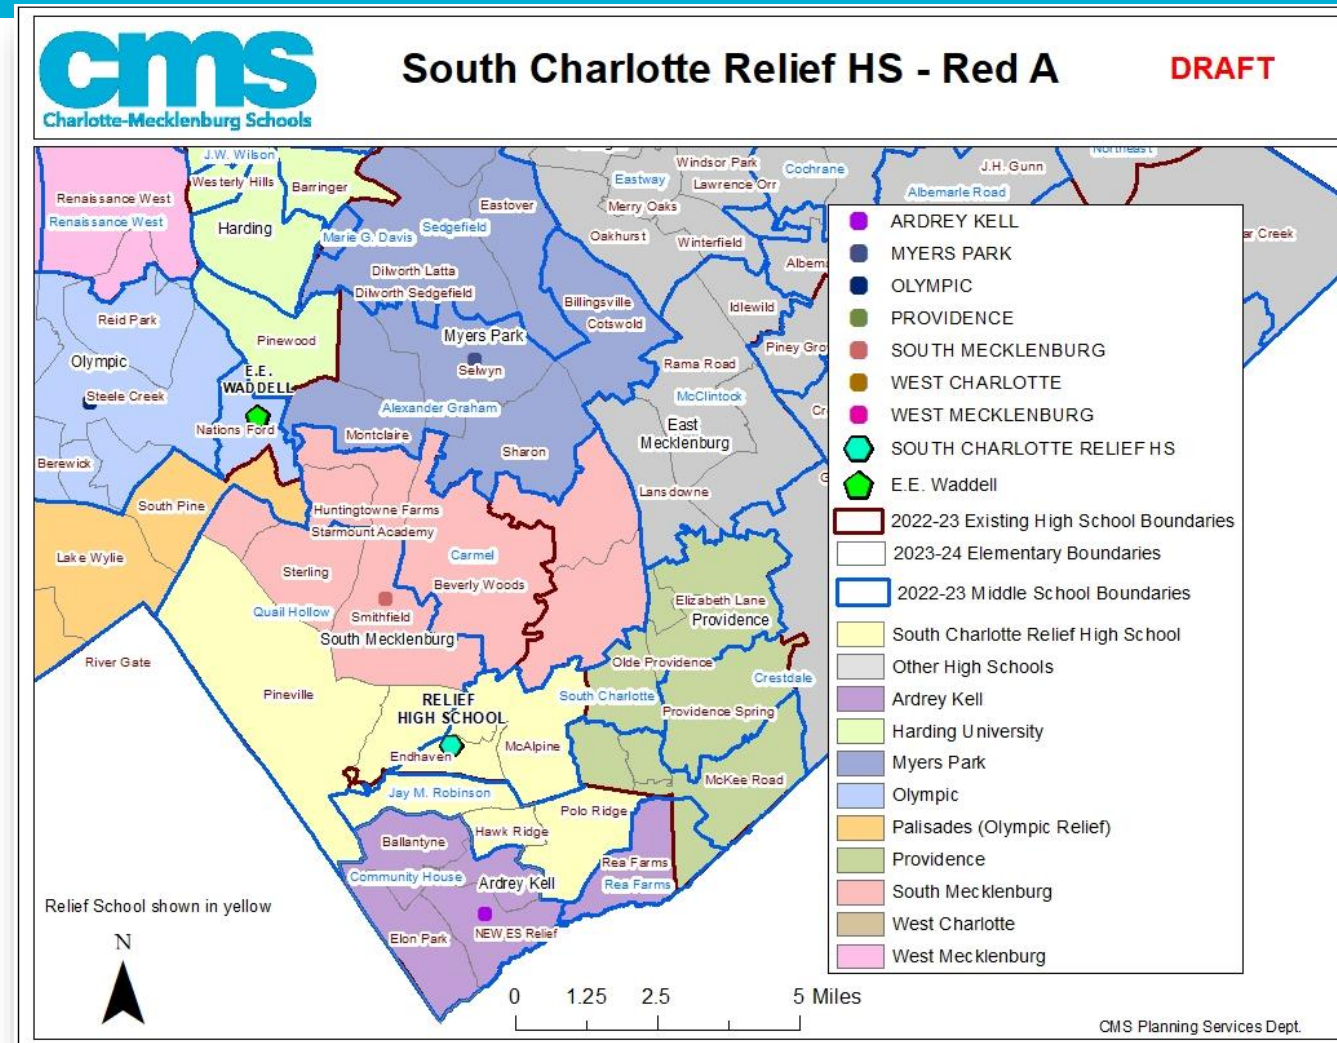 cms
Charlotte-Mecklenburg Schools
South Charlotte Relief HS - Red A
DRAFT
J.W. Wilson
Westerly Hills
Barringer
Renaissance West
Renaissance West
Harding
Marie G. Davis
Sedgefield
Eastover
Dilworth Latta
Dilworth Sedgefield
Windsor Park
Eastway
Lawrence Orr
Cochrane
Merry Oaks
Oakhurst
Winterfield
J.H. Gunn
Northeast
Albemarle Road
Billingsville
Cotswold
Idlewild
Reid Park
Pinewood
Myers Park
Olympic
Selwyn
Rama Road
E.E.
WADDELL
Steele Creek
Alexander Graham
McClintock
Nations Ford
Montclaire
East
Mecklenburg
Berewick
Sharon
South Pine
Lansdowne
Huntingtowne Farms
Starmount Academy
Lake Wylie
Carmel
Sterling
Beverly Woods
Quail Hollow
Smithfield
Elizabeth Lane
Providence
South Mecklenburg
River Gate
Olde Providence
Crestdale
Pineville
RELIEF
HIGH SCHOOL
South Charlotte
Providence Spring
McAlpine
Endhaven
McKee Road
Jay M. Robinson
Polo Ridge
Hawk Ridge
Ballantyne
Rea Farms
Rea Farms
Community House
Ardrey Kell
Elon Park
NEW ES Relief
ARDREY KELL
MYERS PARK
OLYMPIC
PROVIDENCE
SOUTH MECKLENBURG
WEST CHARLOTTE
WEST MECKLENBURG
SOUTH CHARLOTTE RELIEF HS
E.E. Waddell
2022-23 Existing High School Boundaries
2023-24 Elementary Boundaries
2022-23 Middle School Boundaries
South Charlotte Relief High School
Other High Schools
Ardrey Kell
Harding University
Myers Park
Olympic
Palisades (Olympic Relief)
Providence
South Mecklenburg
West Charlotte
West Mecklenburg
Relief School shown in yellow
N
0 1.25 2.5 5 Miles
CMS Planning Services Dept.